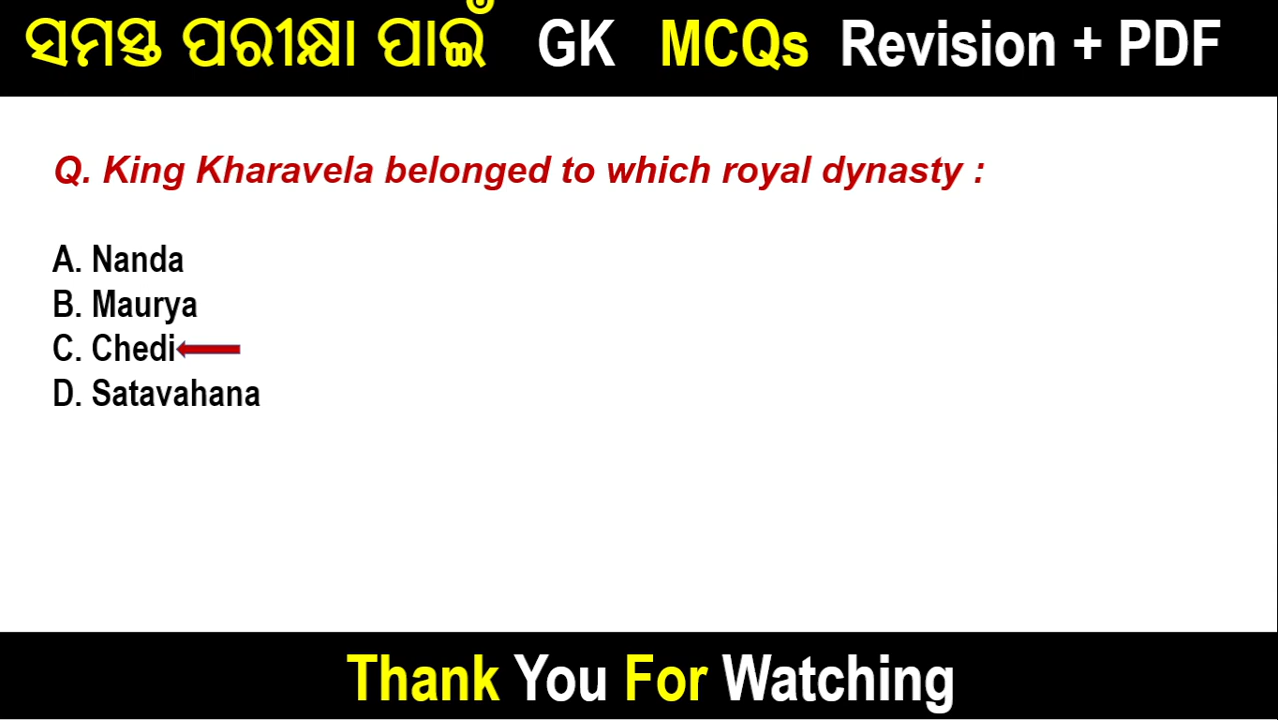 ସମସ୍ତ ପରୀକ୍ଷା ପାଇଁ GK MCQs Revision + PDF
Q. King Kharavela belonged to which royal dynasty :
A. Nanda
B. Maurya
C. Chedi
D. Satavahana
Thank You For Watching